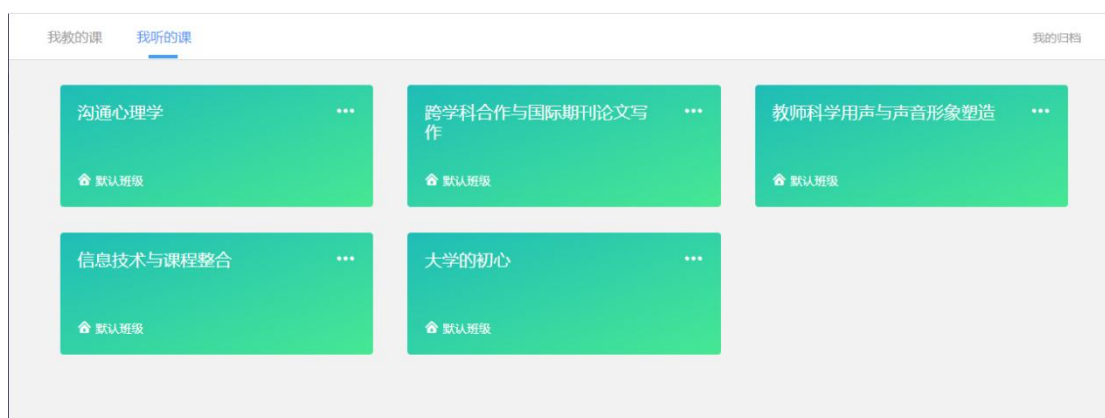 我教的课 我听的课 我的归档
沟通心理学 ••• 跨学科合作与国际期刊论文写 ••• 教师科学用声与声音形象塑造 •••
作
默认班级 默认班级 默认班级
信息技术与课程整合 ••• 大学的初心 •••
默认班级 默认班级